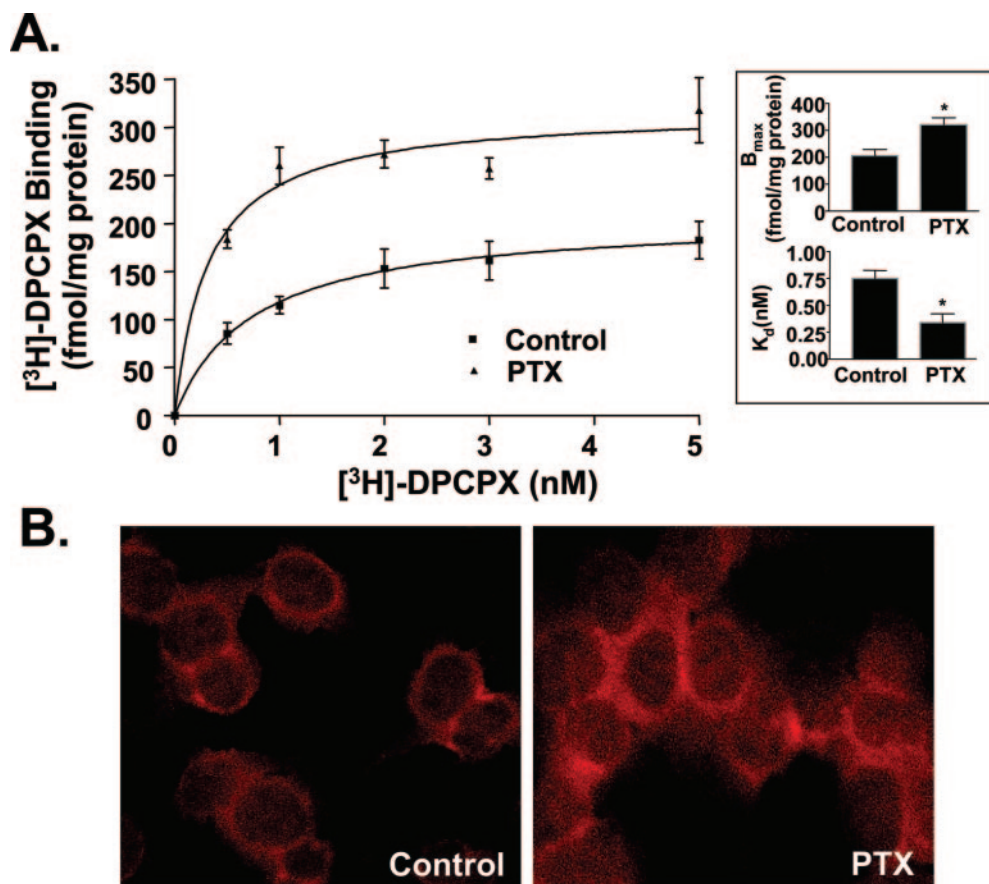 A.
[³H]-DPCPX Binding
(fmol/mg protein)
350
300
250
200
150
100
50
0
0 1 2 3 4 5
[³H]-DPCPX (nM)
Control
PTX
Bmax
(fmol/mg protein)
400
300
200
100
0
Control PTX
*
Kd(nM)
0.75
0.50
0.25
0.00
Control PTX
*
B.
Control
PTX